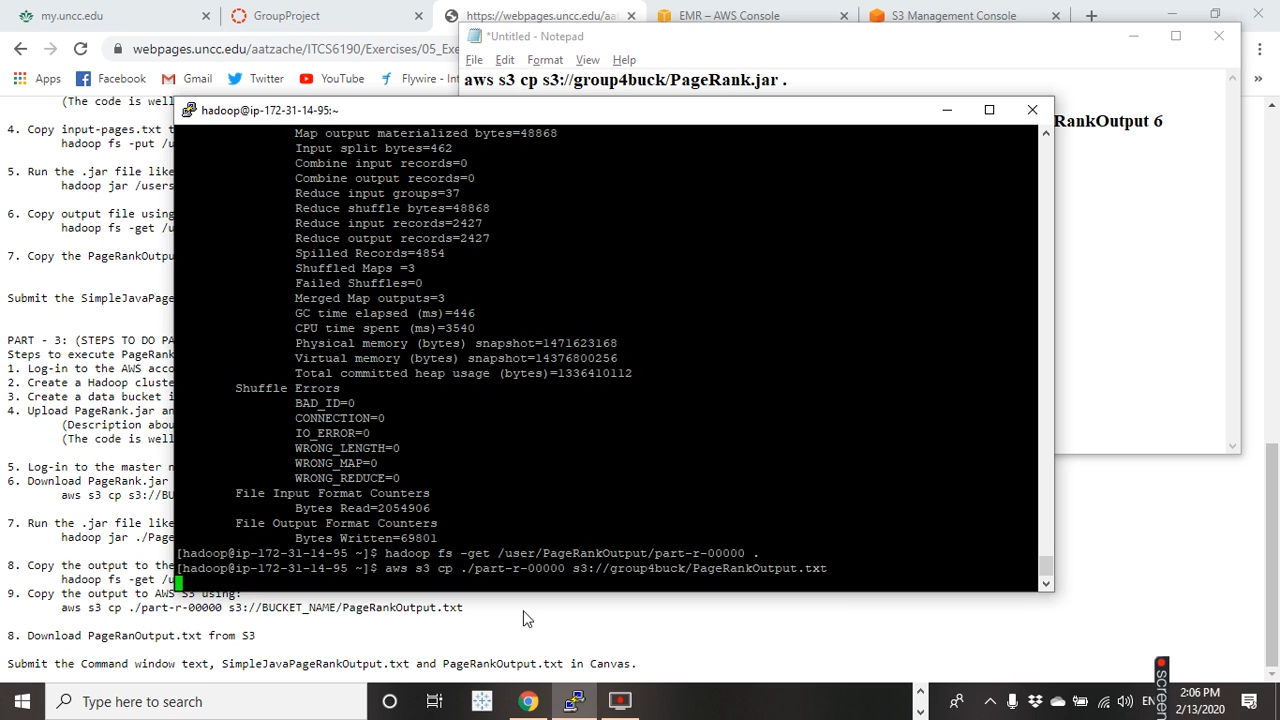 my.uncc.edu
GroupProject
https://webpages.uncc.edu/aat
EMR – AWS Console
S3 Management Console
webpages.uncc.edu/aatzache/ITCS6190/Exercises/05_Ex
*Untitled - Notepad
File Edit Format View Help
Apps Facebook Gmail Twitter YouTube Flywire - Int
aws s3 cp s3://group4buck/PageRank.jar .
RankOutput 6
(The code is well
4. Copy input-pages.txt t
hadoop fs -put /u
5. Run the .jar file like
hadoop jar /users
6. Copy output file using
hadoop fs -get /u
7. Copy the PageRankOutpu
Submit the SimpleJavaPage
PART - 3: (STEPS TO DO PA
Steps to execute PageRank
1. Log-in to the AWS acco
2. Create a Hadoop cluste
3. Create a data bucket i
4. Upload PageRank.jar an
(Description abou
(The code is well
5. Log-in to the master n
6. Download PageRank.jar
aws s3 cp s3://BU
7. Run the .jar file like
hadoop jar ./Page
8. Copy the output to the
hadoop fs -get /u
9. Copy the output to AWS S3 using:
aws s3 cp ./part-r-00000 s3://BUCKET_NAME/PageRankOutput.txt
8. Download PageRanOutput.txt from S3
Submit the Command window text, SimpleJavaPageRankOutput.txt and PageRankOutput.txt in Canvas.
hadoop@ip-172-31-14-95:~
Map output materialized bytes=48868
Input split bytes=462
Combine input records=0
Combine output records=0
Reduce input groups=37
Reduce shuffle bytes=48868
Reduce input records=2427
Reduce output records=2427
Spilled Records=4854
Shuffled Maps =3
Failed Shuffles=0
Merged Map outputs=3
GC time elapsed (ms)=446
CPU time spent (ms)=3540
Physical memory (bytes) snapshot=1471623168
Virtual memory (bytes) snapshot=14376800256
Total committed heap usage (bytes)=1336410112
Shuffle Errors
BAD_ID=0
CONNECTION=0
IO_ERROR=0
WRONG_LENGTH=0
WRONG_MAP=0
WRONG_REDUCE=0
File Input Format Counters
Bytes Read=2054906
File Output Format Counters
Bytes Written=69801
[hadoop@ip-172-31-14-95 ~]$ hadoop fs -get /user/PageRankOutput/part-r-00000 .
[hadoop@ip-172-31-14-95 ~]$ aws s3 cp ./part-r-00000 s3://group4buck/PageRankOutput.txt
screen
Type here to search
2:06 PM
2/13/2020